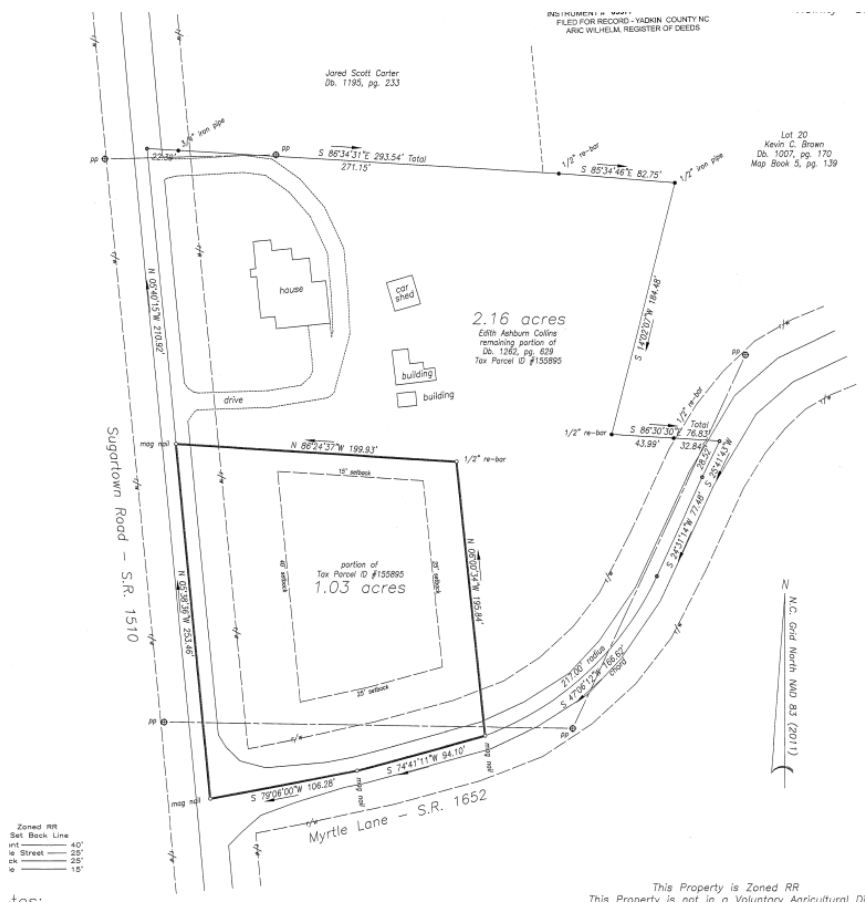 FILED FOR RECORD - YADKIN COUNTY NC
ARIC WILHELM, REGISTER OF DEEDS
Jared Scott Carter
Db. 1195, pg. 233
Lot 20
Kevin C. Brown
Db. 1007, pg. 170
Map Book 5, pg. 139
r/w
r/w
3/4" iron pipe
pp
pp
22.39'
S 86°34'31"E 293.54' Total
271.15'
1/2" re-bar
S 85°34'46"E 82.75'
1/2" iron pipe
r/w
r/w
N 05°40'15"W 210.92'
house
car
shed
S 14°02'07"W 184.48'
2.16 acres
Edith Ashburn Collins
remaining portion of
Db. 1262, pg. 629
Tax Parcel ID #155895
r/w
pp
building
building
drive
1/2" re-bar
1/2" re-bar
S 86°30'30"E 76.83'
Total
43.99'
32.84'
28.52'
S 25°41'43"W
mag nail
N 86°24'37"W 199.93'
1/2" re-bar
Sugartown Road - S.R. 1510
15' setback
40' setback
25' setback
25' setback
portion of
Tax Parcel ID #155895
1.03 acres
N 06°00'34"W 195.84'
N 05°38'36"W 253.46'
S 24°31'14"W 77.48'
r/w
r/w
r/w
N
N.C. Grid North NAD 83 (2011)
217.00' radius
S 47°06'12"W 166.62'
chord
pp
pp
r/w
mag nail
S 74°41'11"W 94.10'
mag nail
mag nail
S 79°06'00"W 106.28'
r/w
Myrtle Lane - S.R. 1652
r/w
r/w
Zoned RR
Set Back Line
40'
Street 25'
25'
15'
This Property is Zoned RR
This Property is not in a Voluntary Agricultural